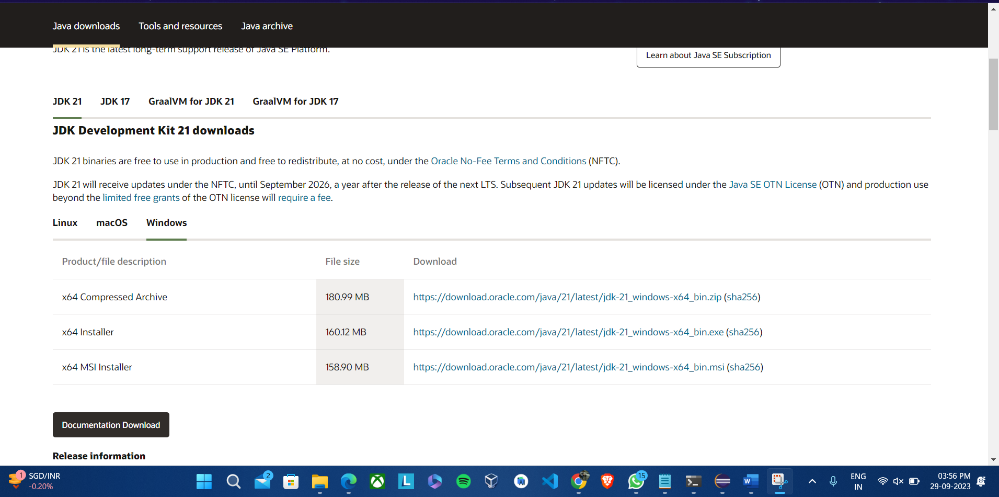 Java downloads Tools and resources Java archive
JDK 21 is the latest long-term support release of Java SE Platform.
Learn about Java SE Subscription
JDK 21 JDK 17 GraalVM for JDK 21 GraalVM for JDK 17
JDK Development Kit 21 downloads
JDK 21 binaries are free to use in production and free to redistribute, at no cost, under the Oracle No-Fee Terms and Conditions (NFTC).
JDK 21 will receive updates under the NFTC, until September 2026, a year after the release of the next LTS. Subsequent JDK 21 updates will be licensed under the Java SE OTN License (OTN) and production use
beyond the limited free grants of the OTN license will require a fee.
Linux macOS Windows
Product/file description File size Download
x64 Compressed Archive 180.99 MB https://download.oracle.com/java/21/latest/jdk-21_windows-x64_bin.zip (sha256)
x64 Installer 160.12 MB https://download.oracle.com/java/21/latest/jdk-21_windows-x64_bin.exe (sha256)
x64 MSI Installer 158.90 MB https://download.oracle.com/java/21/latest/jdk-21_windows-x64_bin.msi (sha256)
Documentation Download
Release information
1 SGD/INR 2 L 15 W ENG 03:56 PM
-0.20% IN 29-09-2023